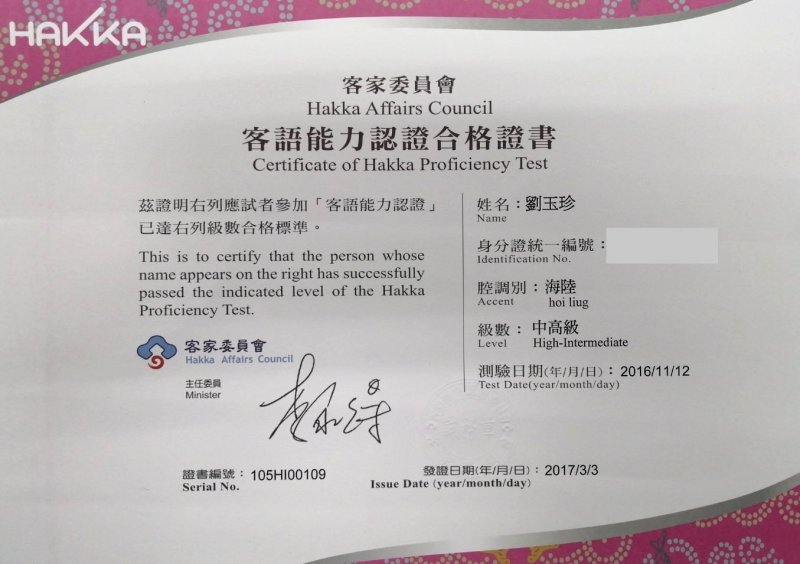 HAKKA
客家委員會
Hakka Affairs Council
客語能力認證合格證書
Certificate of Hakka Proficiency Test
茲證明右列應試者參加「客語能力認證」
已達右列級數合格標準。
This is to certify that the person whose
name appears on the right has successfully
passed the indicated level of the Hakka
Proficiency Test.
客家委員會
Hakka Affairs Council
主任委員
Minister
姓名：劉玉珍
Name
身分證統一編號：
Identification No.
腔調別：海陸
Accent hoi liug
級數：中高級
Level High-Intermediate
測驗日期(年/月/日)：2016/11/12
Test Date(year/month/day)
證書編號：105HI00109
Serial No.
發證日期(年/月/日)：2017/3/3
Issue Date (year/month/day)